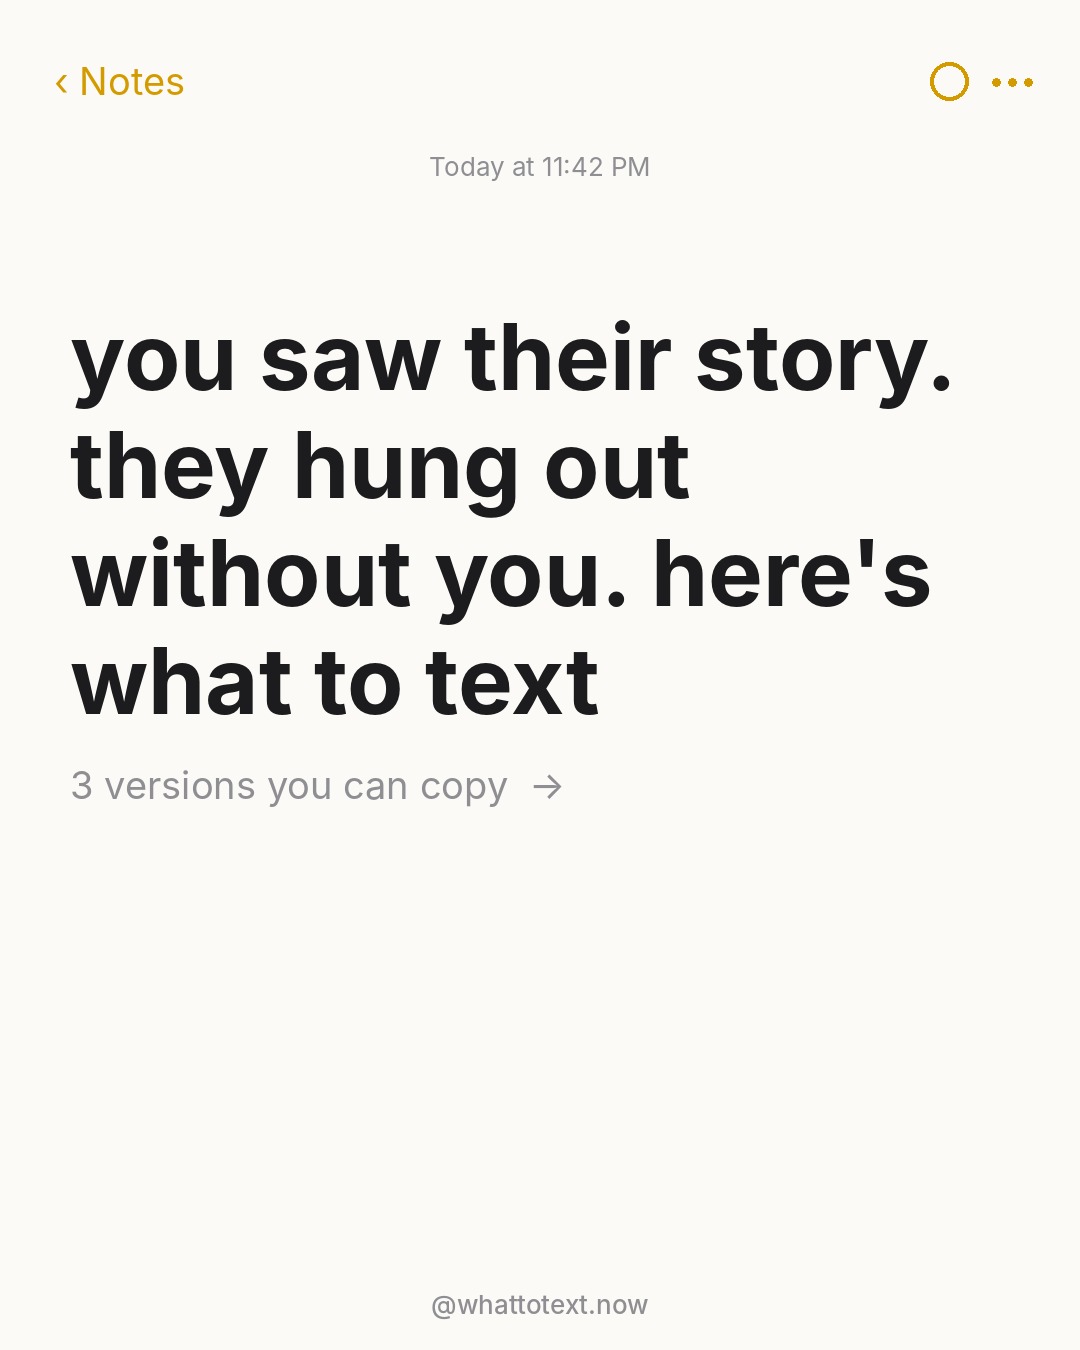 ‹ Notes
Today at 11:42 PM
you saw their story.
they hung out
without you. here's
what to text
3 versions you can copy →
@whattotext.now